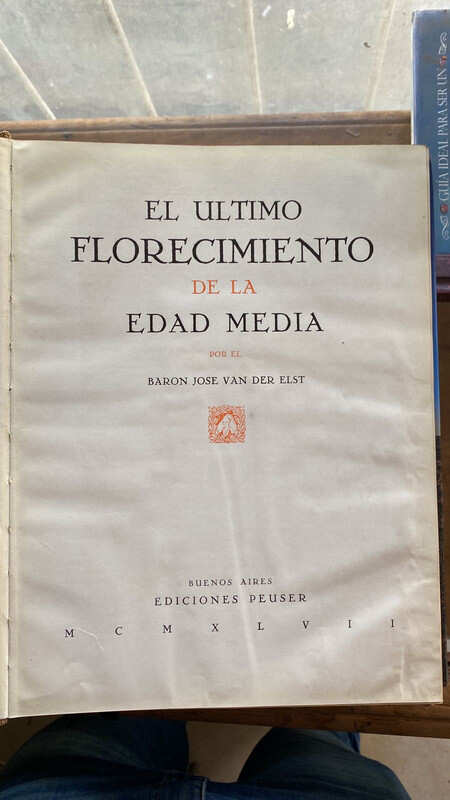 EL ULTIMO
FLORECIMIENTO
DE LA
EDAD MEDIA
POR EL
BARON JOSE VAN DER ELST
BUENOS AIRES
EDICIONES PEUSER
M C M X L V I I
GUÍA IDEAL PARA SER UN